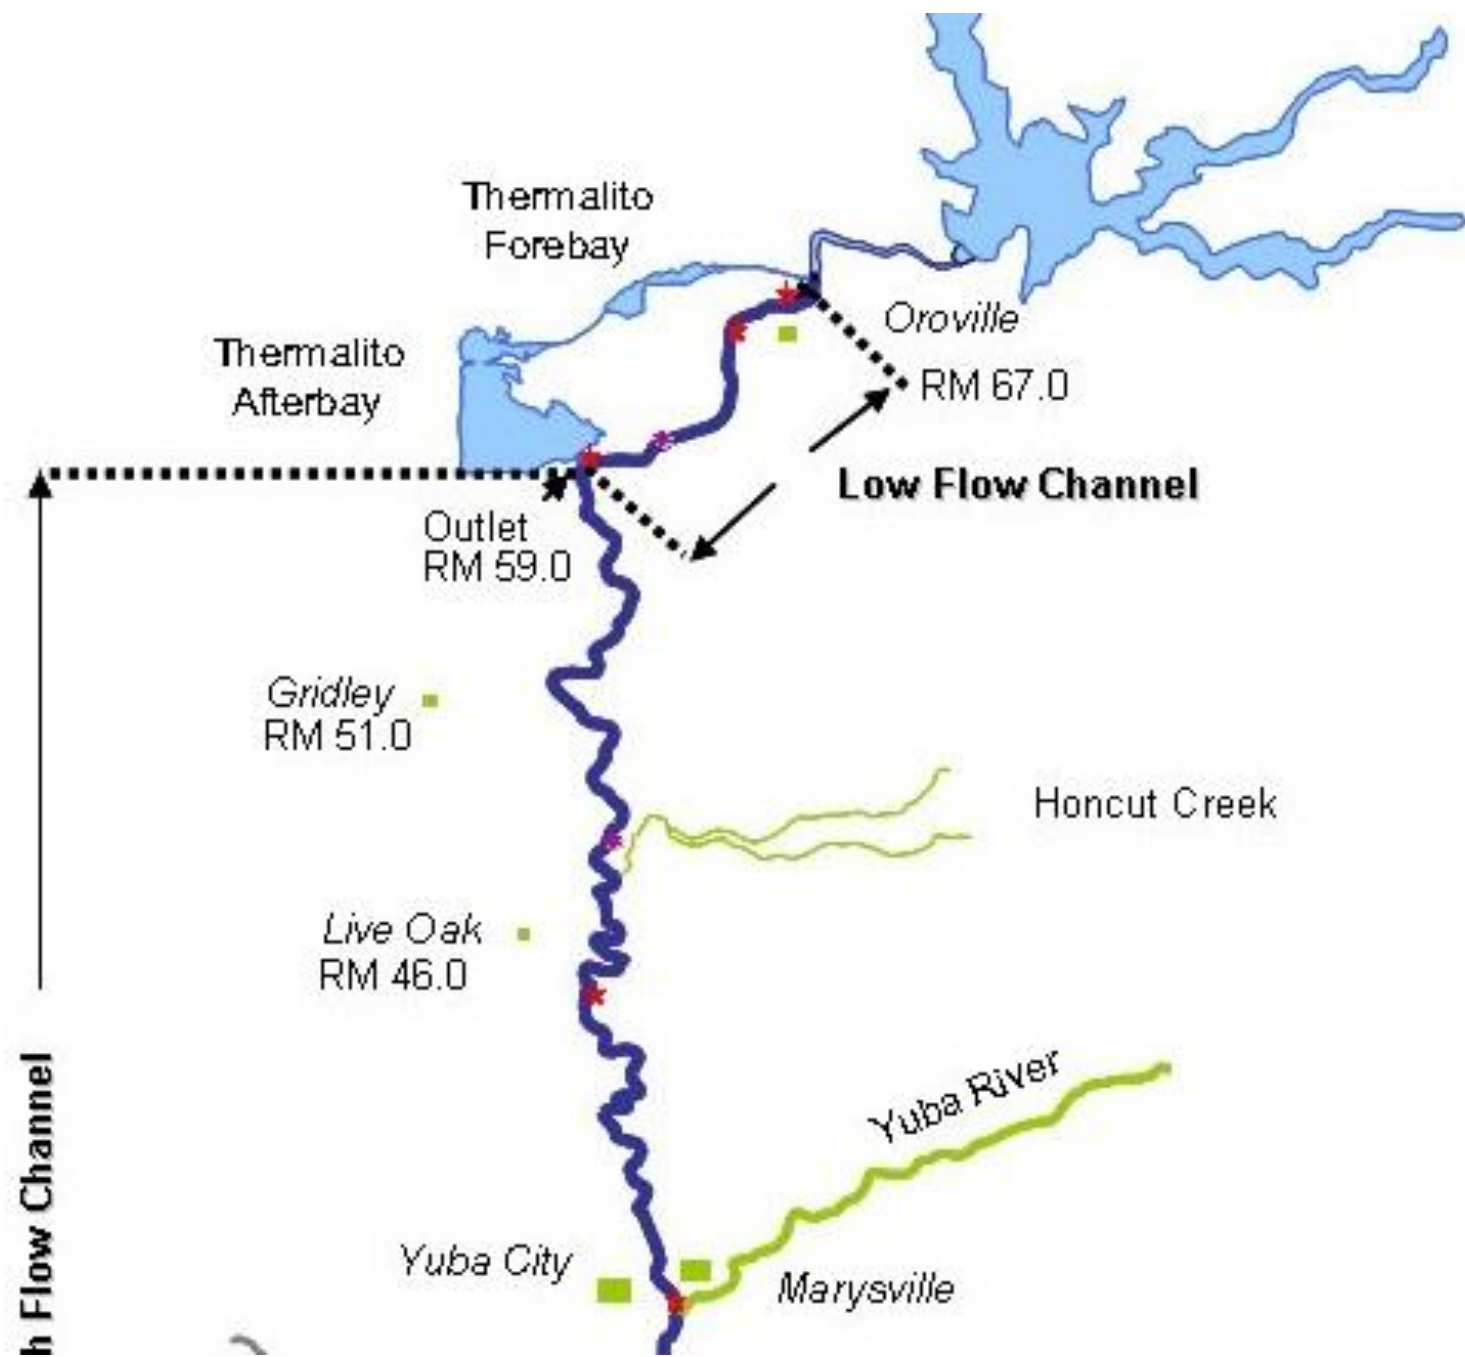 Thermalito
Forebay
Oroville
Thermalito
Afterbay
RM 67.0
Low Flow Channel
Outlet
RM 59.0
Gridley
RM 51.0
Honcut Creek
Live Oak
RM 46.0
Yuba River
h Flow Channel
Yuba City
Marysville